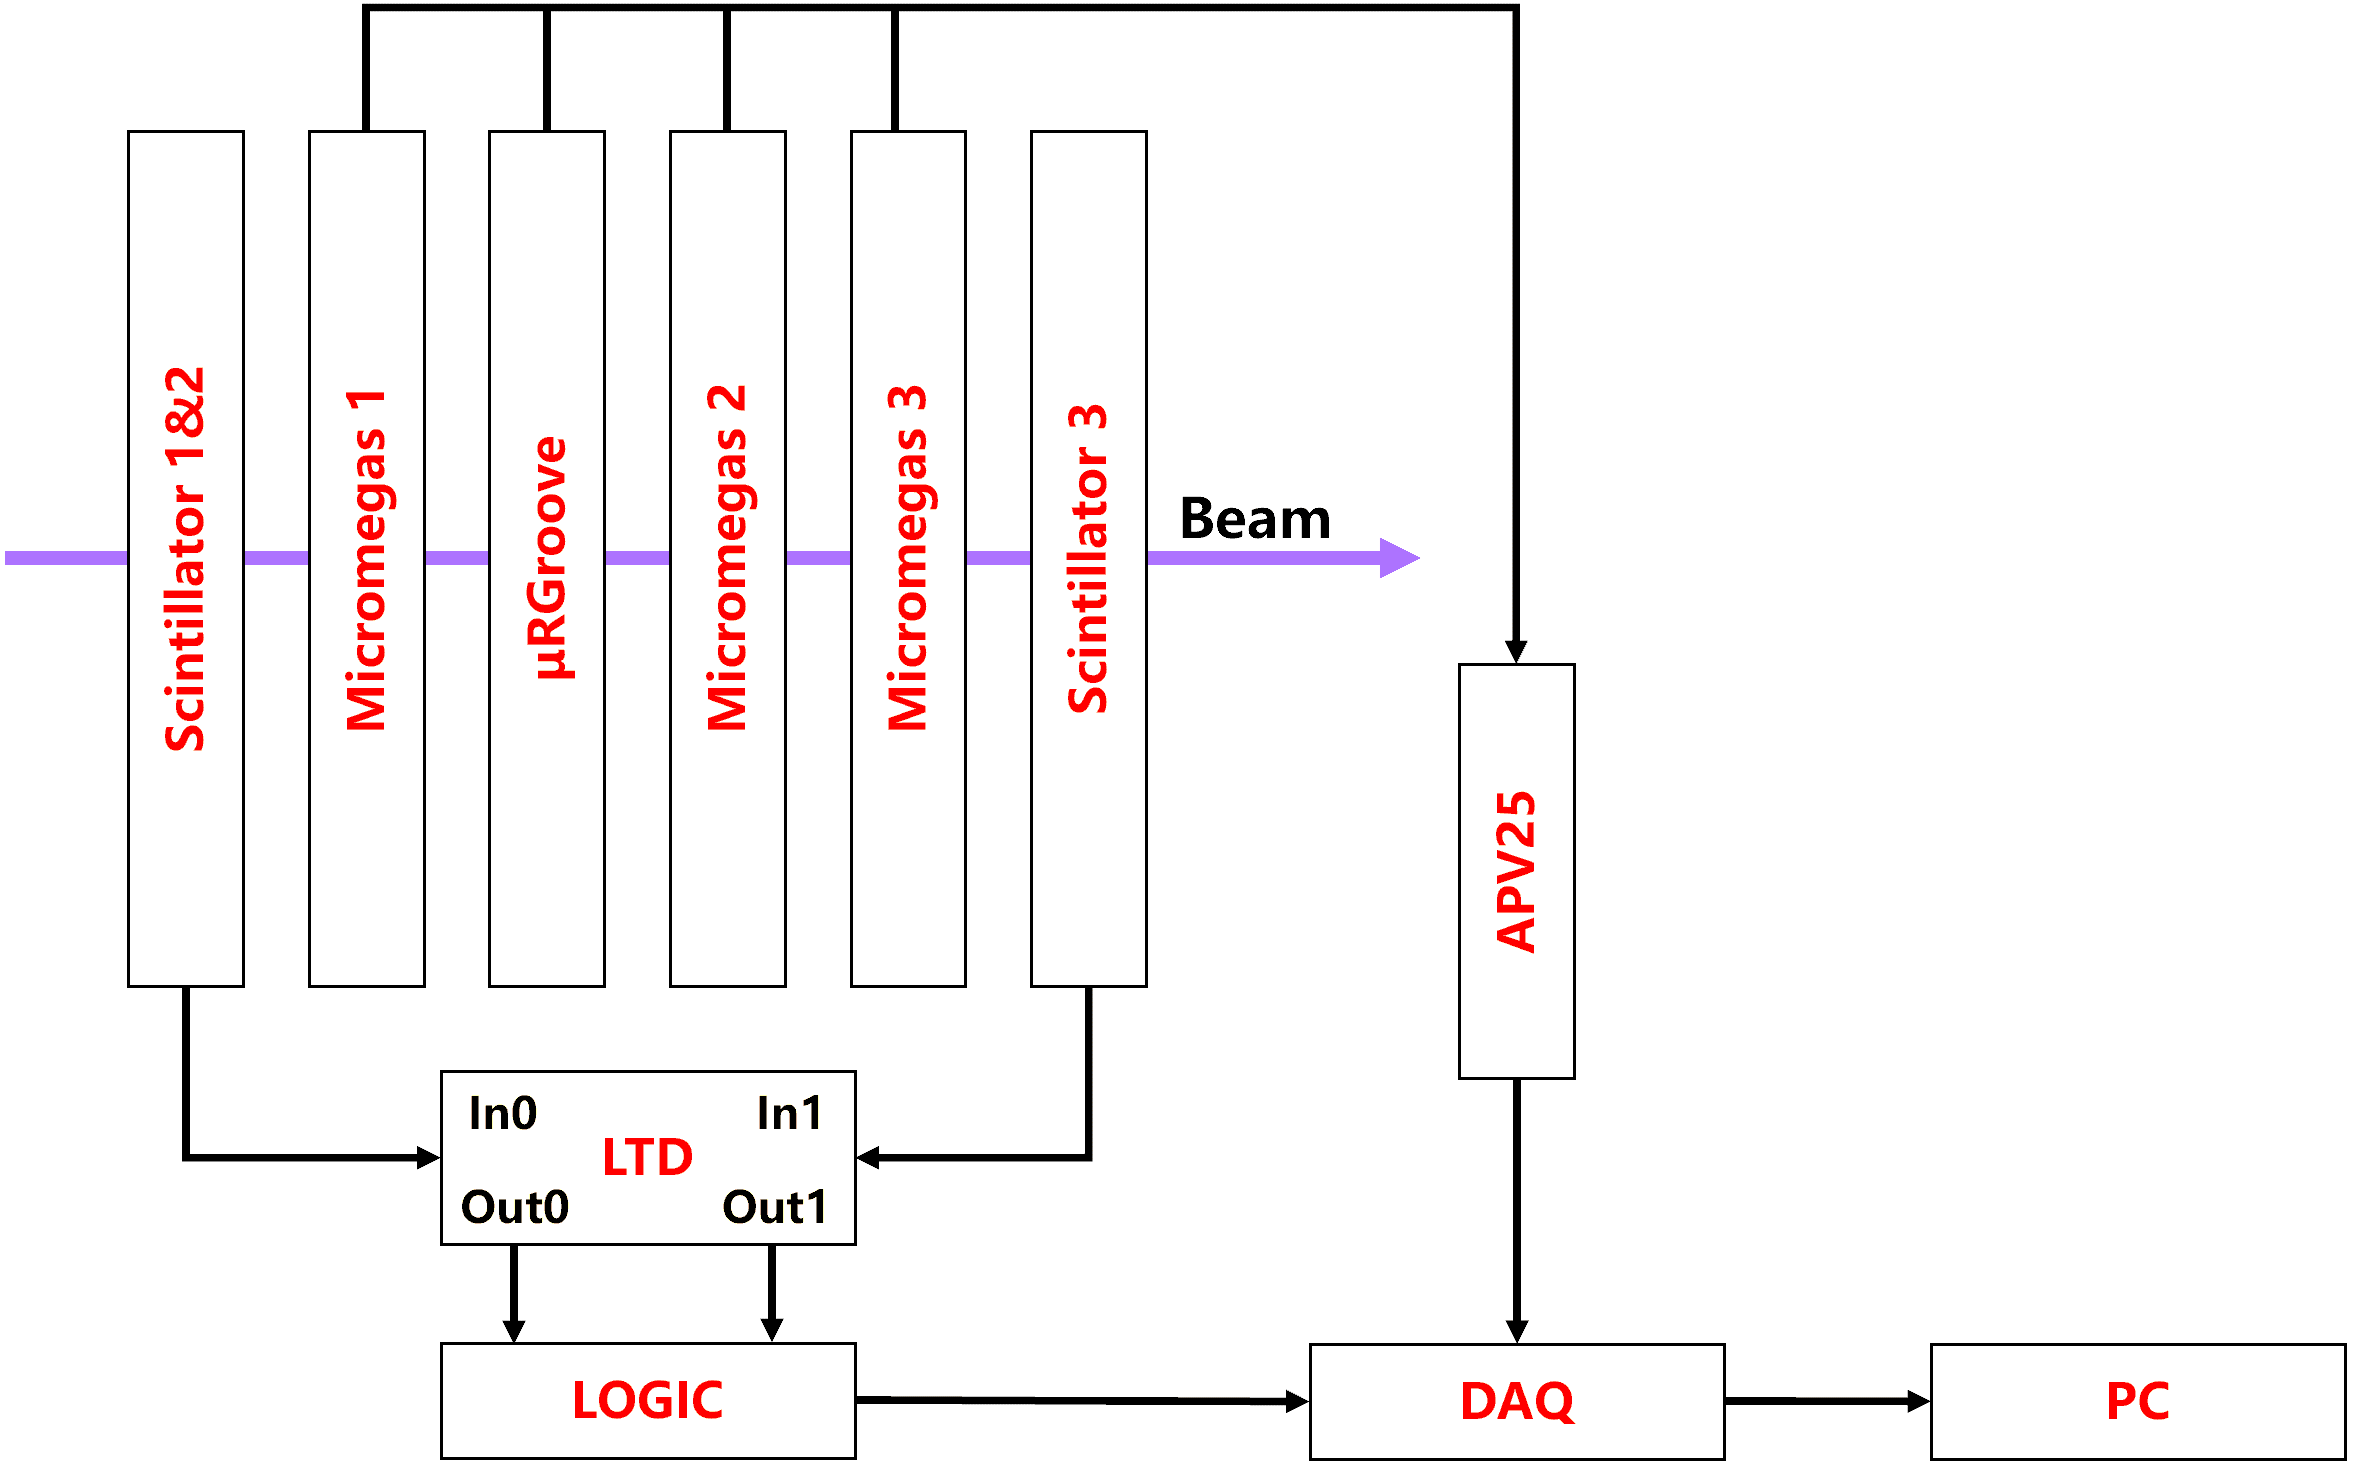 Scintillator 1&2
Micromegas 1
μRGroove
Micromegas 2
Micromegas 3
Scintillator 3
Beam
APV25
In0
In1
LTD
Out0
Out1
LOGIC
DAQ
PC